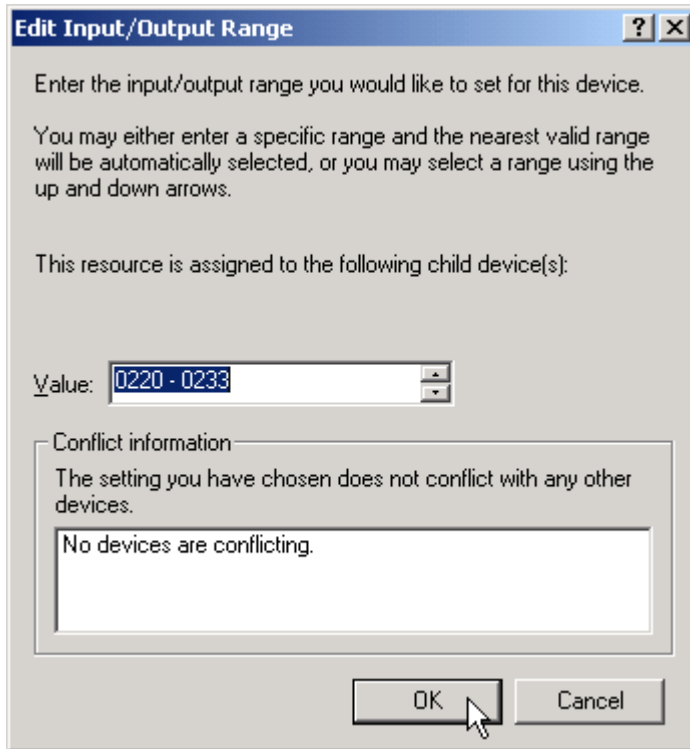 Edit Input/Output Range
Enter the input/output range you would like to set for this device.
You may either enter a specific range and the nearest valid range
will be automatically selected, or you may select a range using the
up and down arrows.
This resource is assigned to the following child device(s):
Value: 0220 - 0233
Conflict information
The setting you have chosen does not conflict with any other
devices.
No devices are conflicting.
OK Cancel